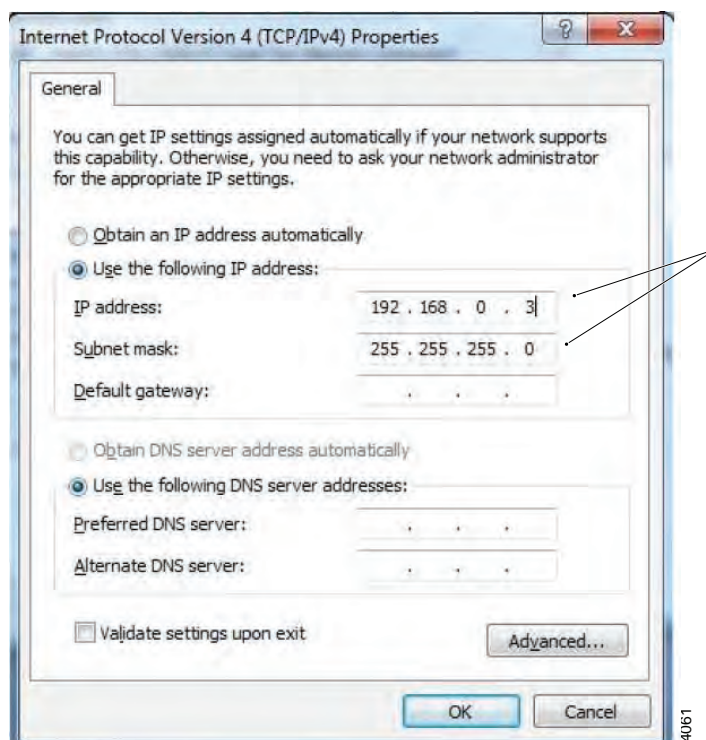 Internet Protocol Version 4 (TCP/IPv4) Properties
General
You can get IP settings assigned automatically if your network supports
this capability. Otherwise, you need to ask your network administrator
for the appropriate IP settings.
Obtain an IP address automatically
Use the following IP address:
IP address: 192 . 168 . 0 . 3
Subnet mask: 255 . 255 . 255 . 0
Default gateway: . . .
Obtain DNS server address automatically
Use the following DNS server addresses:
Preferred DNS server: . . .
Alternate DNS server: . . .
Validate settings upon exit
Advanced...
OK Cancel
4061